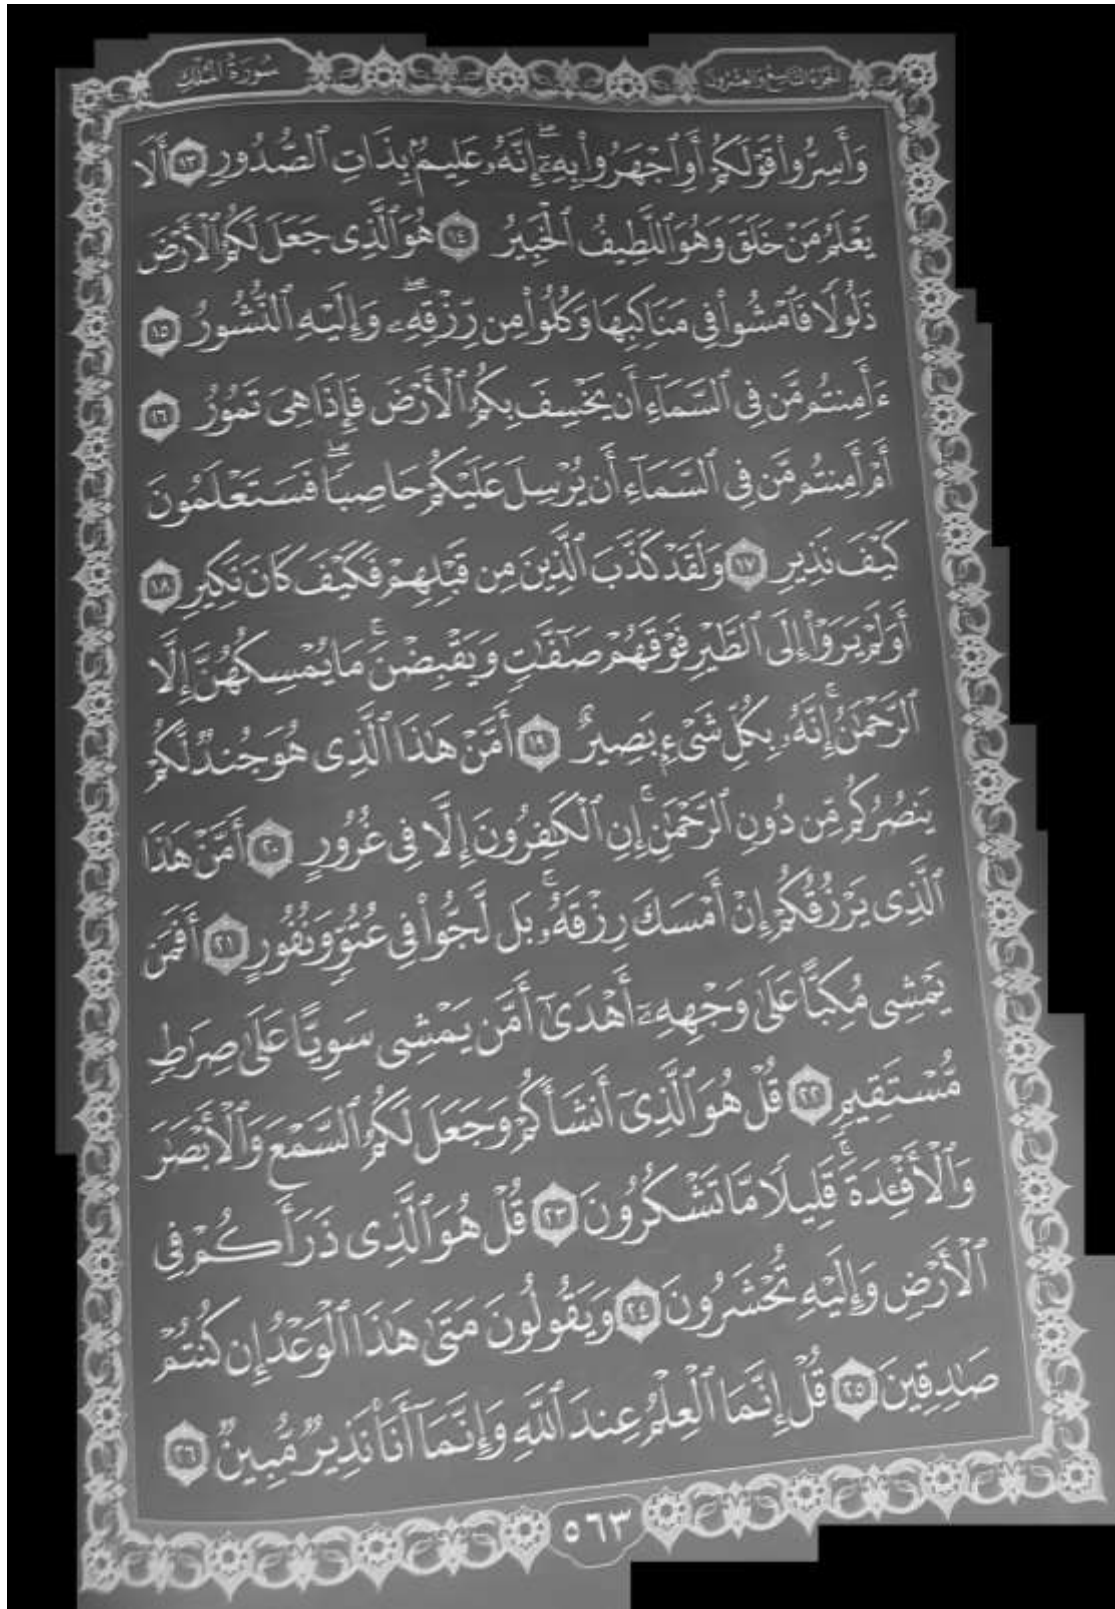 الجزء التاسع والعشرون
سورة الملك
وَأَسِرُّوا۟ قَوْلَكُمْ أَوِ ٱجْهَرُوا۟ بِهِۦٓ ۖ إِنَّهُۥ عَلِيمٌۢ بِذَاتِ ٱلصُّدُورِ ١٣ أَلَا
يَعْلَمُ مَنْ خَلَقَ وَهُوَ ٱللَّطِيفُ ٱلْخَبِيرُ ١٤ هُوَ ٱلَّذِى جَعَلَ لَكُمُ ٱلْأَرْضَ
ذَلُولًا فَٱمْشُوا۟ فِى مَنَاكِبِهَا وَكُلُوا۟ مِن رِّزْقِهِۦ ۖ وَإِلَيْهِ ٱلنُّشُورُ ١٥
ءَأَمِنتُم مَّن فِى ٱلسَّمَآءِ أَن يَخْسِفَ بِكُمُ ٱلْأَرْضَ فَإِذَا هِىَ تَمُورُ ١٦
أَمْ أَمِنتُم مَّن فِى ٱلسَّمَآءِ أَن يُرْسِلَ عَلَيْكُمْ حَاصِبًا ۖ فَسَتَعْلَمُونَ
كَيْفَ نَذِيرِ ١٧ وَلَقَدْ كَذَّبَ ٱلَّذِينَ مِن قَبْلِهِمْ فَكَيْفَ كَانَ نَكِيرِ ١٨
أَوَلَمْ يَرَوْا۟ إِلَى ٱلطَّيْرِ فَوْقَهُمْ صَٰٓفَّٰتٍ وَيَقْبِضْنَ ۚ مَا يُمْسِكُهُنَّ إِلَّا
ٱلرَّحْمَٰنُ ۚ إِنَّهُۥ بِكُلِّ شَىْءٍۭ بَصِيرٌ ١٩ أَمَّنْ هَٰذَا ٱلَّذِى هُوَ جُندٌ لَّكُمْ
يَنصُرُكُم مِّن دُونِ ٱلرَّحْمَٰنِ ۚ إِنِ ٱلْكَٰفِرُونَ إِلَّا فِى غُرُورٍ ٢٠ أَمَّنْ هَٰذَا
ٱلَّذِى يَرْزُقُكُمْ إِنْ أَمْسَكَ رِزْقَهُۥ ۚ بَل لَّجُّوا۟ فِى عُتُوٍّ وَنُفُورٍ ٢١ أَفَمَن
يَمْشِى مُكِبًّا عَلَىٰ وَجْهِهِۦٓ أَهْدَىٰٓ أَمَّن يَمْشِى سَوِيًّا عَلَىٰ صِرَٰطٍ
مُّسْتَقِيمٍ ٢٢ قُلْ هُوَ ٱلَّذِىٓ أَنشَأَكُمْ وَجَعَلَ لَكُمُ ٱلسَّمْعَ وَٱلْأَبْصَٰرَ
وَٱلْأَفْـِٔدَةَ ۖ قَلِيلًا مَّا تَشْكُرُونَ ٢٣ قُلْ هُوَ ٱلَّذِى ذَرَأَكُمْ فِى
ٱلْأَرْضِ وَإِلَيْهِ تُحْشَرُونَ ٢٤ وَيَقُولُونَ مَتَىٰ هَٰذَا ٱلْوَعْدُ إِن كُنتُمْ
صَٰدِقِينَ ٢٥ قُلْ إِنَّمَا ٱلْعِلْمُ عِندَ ٱللَّهِ وَإِنَّمَآ أَنَا۠ نَذِيرٌ مُّبِينٌ ٢٦
٥٦٣